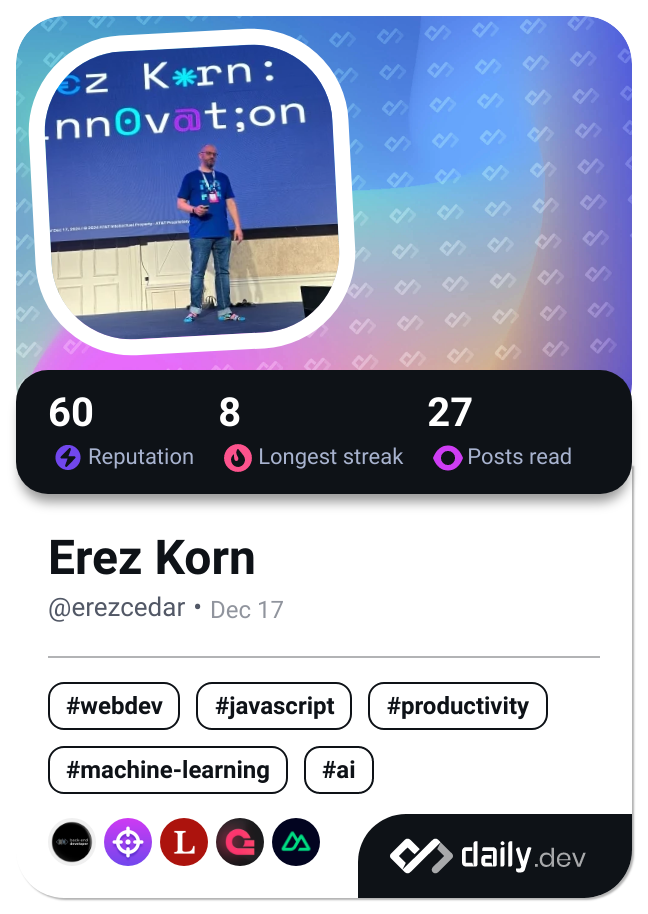 ez K*rn:
nn0v@t;on
60
8
27
Reputation
Longest streak
Posts read
Erez Korn
@erezcedar • Dec 17
#webdev
#javascript
#productivity
#machine-learning
#ai
L
daily.dev